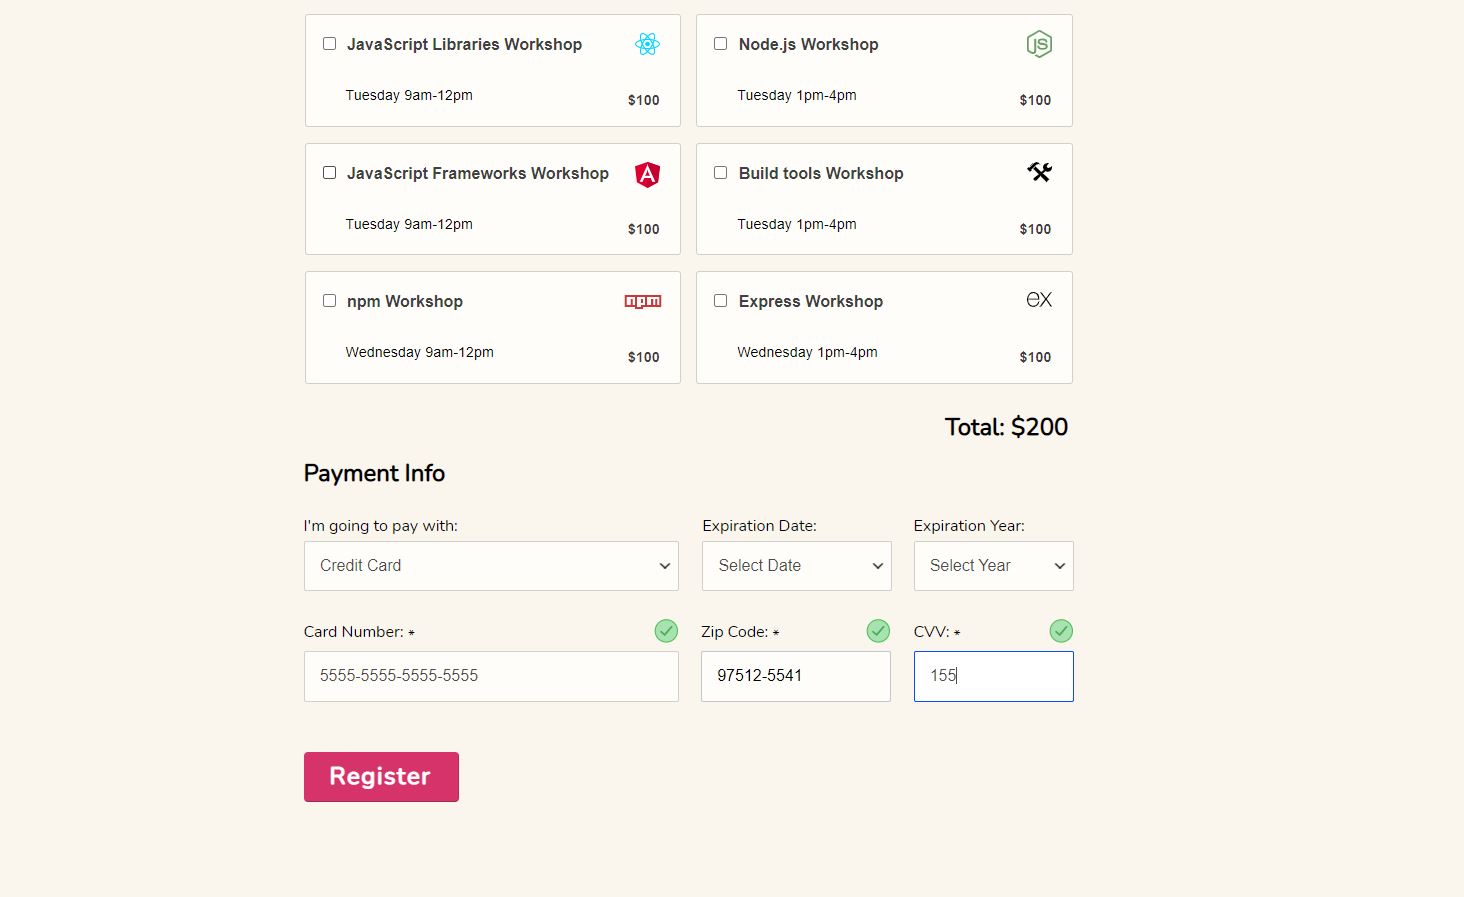 JavaScript Libraries Workshop
Tuesday 9am-12pm
$100
Node.js Workshop
JS
Tuesday 1pm-4pm
$100
JavaScript Frameworks Workshop
A
Tuesday 9am-12pm
$100
Build tools Workshop
Tuesday 1pm-4pm
$100
npm Workshop
npm
Wednesday 9am-12pm
$100
Express Workshop
ex
Wednesday 1pm-4pm
$100
Total: $200
Payment Info
I'm going to pay with:
Credit Card
Expiration Date:
Select Date
Expiration Year:
Select Year
Card Number: *
5555-5555-5555-5555
Zip Code: *
97512-5541
CVV: *
155
Register